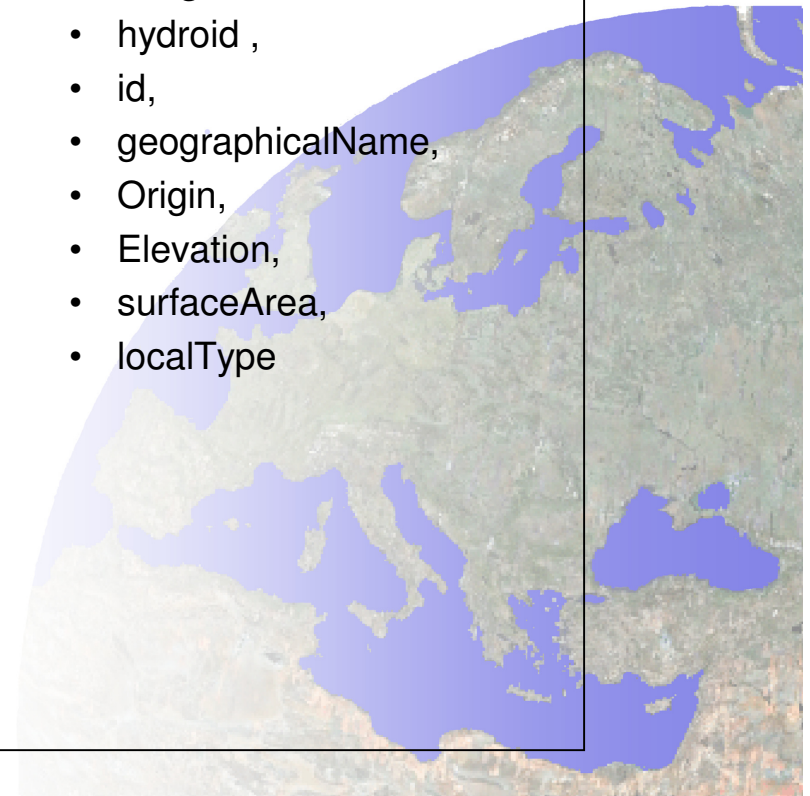 • hydroid ,
• id,
• geographicalName,
• Origin,
• Elevation,
• surfaceArea,
• localType